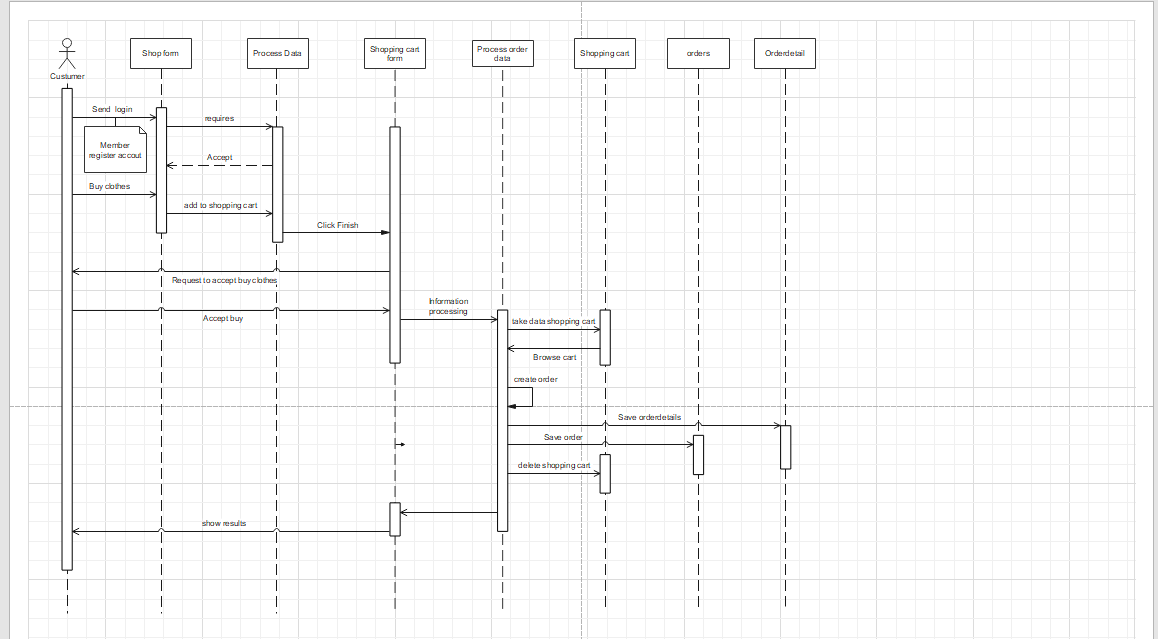 Custumer
Shop form
Process Data
Shopping cart
form
Process order
data
Shopping cart
orders
Orderdetail
Send login
requires
Member
register accout
Accept
Buy clothes
add to shopping cart
Click Finish
Request to accept buy clothes
Information
processing
Accept buy
take data shopping cart
Browse cart
create order
Save orderdetails
Save order
delete shopping cart
show results